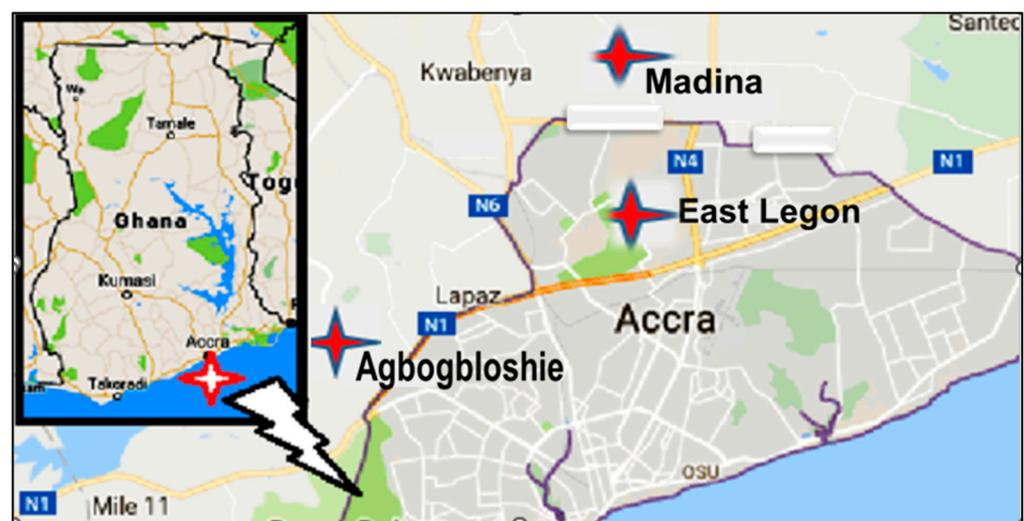 Wa
Tamale
Togo
Ghana
Kumasi
Accra
Takoradi
Santeo
Kwabenya
Madina
N4
N1
N6
East Legon
Lapaz
N1
Accra
Agbogbloshie
OSU
N1
Mile 11